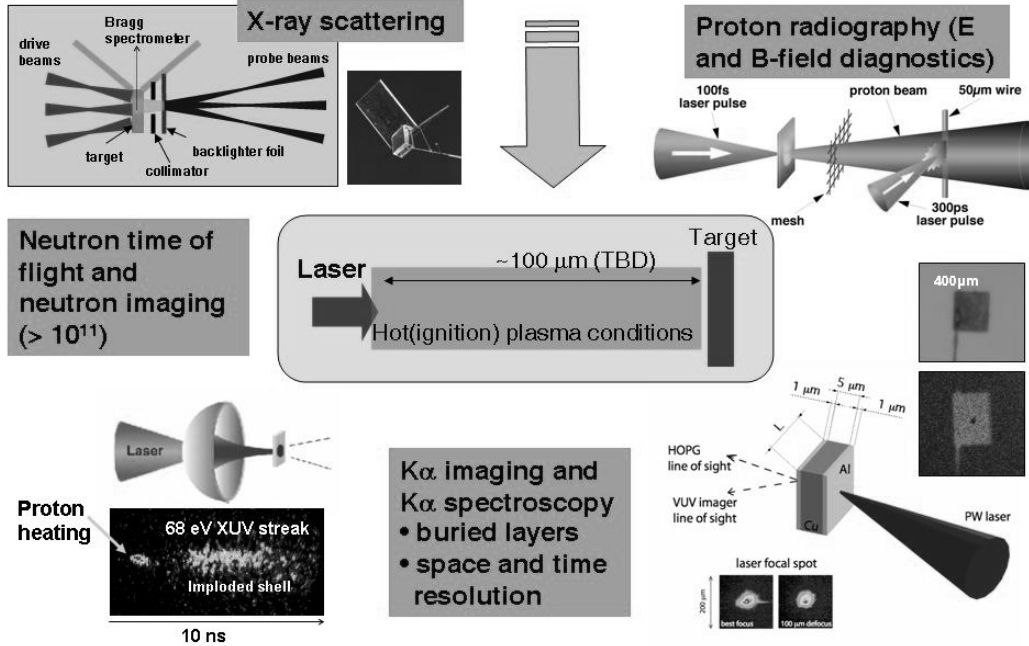 X-ray scattering
Bragg
spectrometer
drive
beams
probe beams
target
backlighter foil
collimator
Proton radiography (E
and B-field diagnostics)
100fs
laser pulse
proton beam
50µm wire
mesh
300ps
laser pulse
Neutron time of
flight and
neutron imaging
(> 10¹¹)
Laser
~100 µm (TBD)
Target
Hot(ignition) plasma conditions
400µm
Laser
Proton
heating
68 eV XUV streak
Imploded shell
10 ns
Kα imaging and
Kα spectroscopy
• buried layers
• space and time
resolution
1 µm
5 µm
1 µm
L
HOPG
line of sight
VUV imager
line of sight
Al
Cu
PW laser
laser focal spot
200 µm
best focus
100 µm defocus